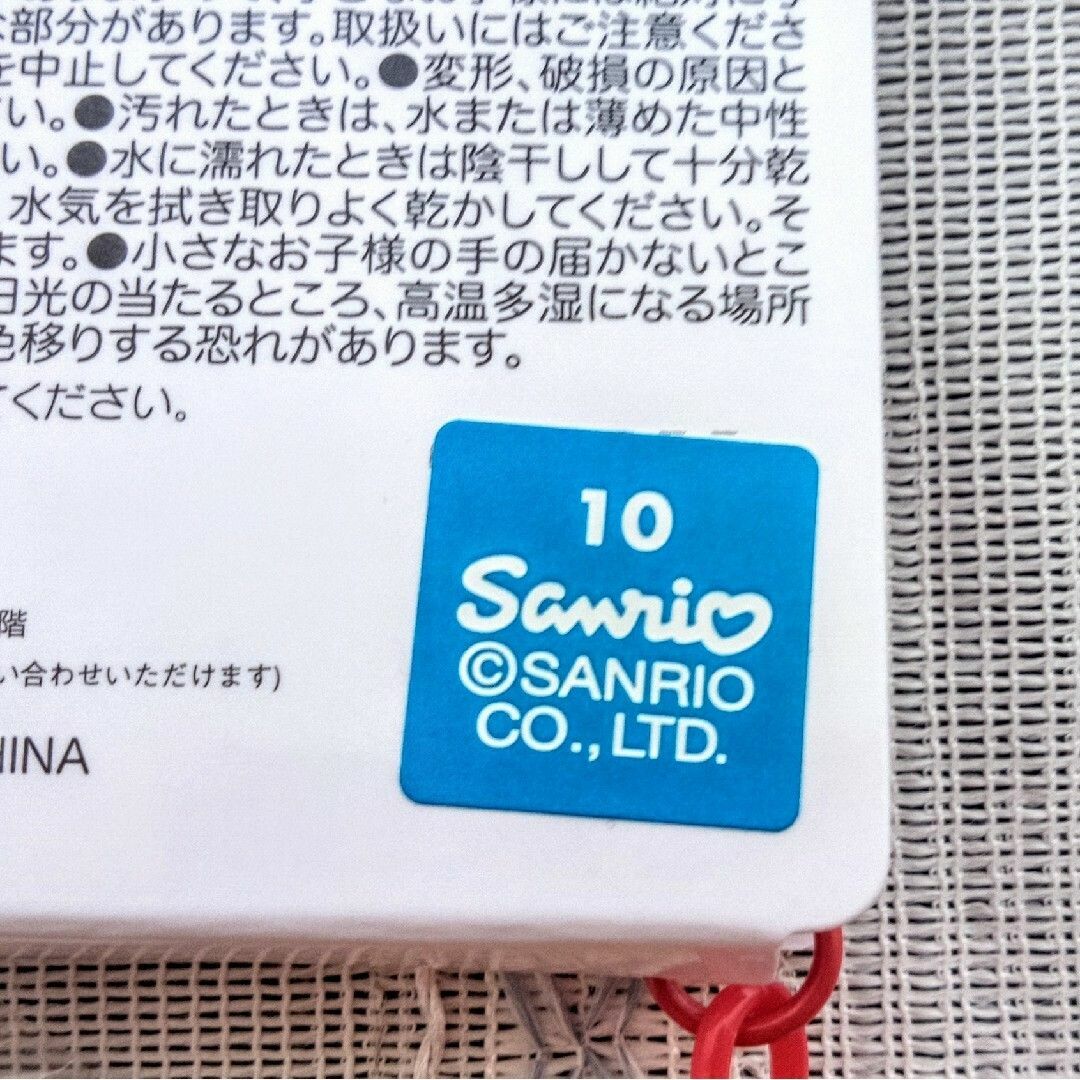 な部分があります。取扱いにはご注意くださ
を中止してください。●変形、破損の原因と
い。●汚れたときは、水または薄めた中性
い。●水に濡れたときは陰干しして十分乾
水気を拭き取りよく乾かしてください。そ
ます。●小さなお子様の手の届かないとこ
日光の当たるところ、高温多湿になる場所
色移りする恐れがあります。
てください。
10
Sanrio
©SANRIO
CO., LTD.
階
い合わせいただけます)
HINA